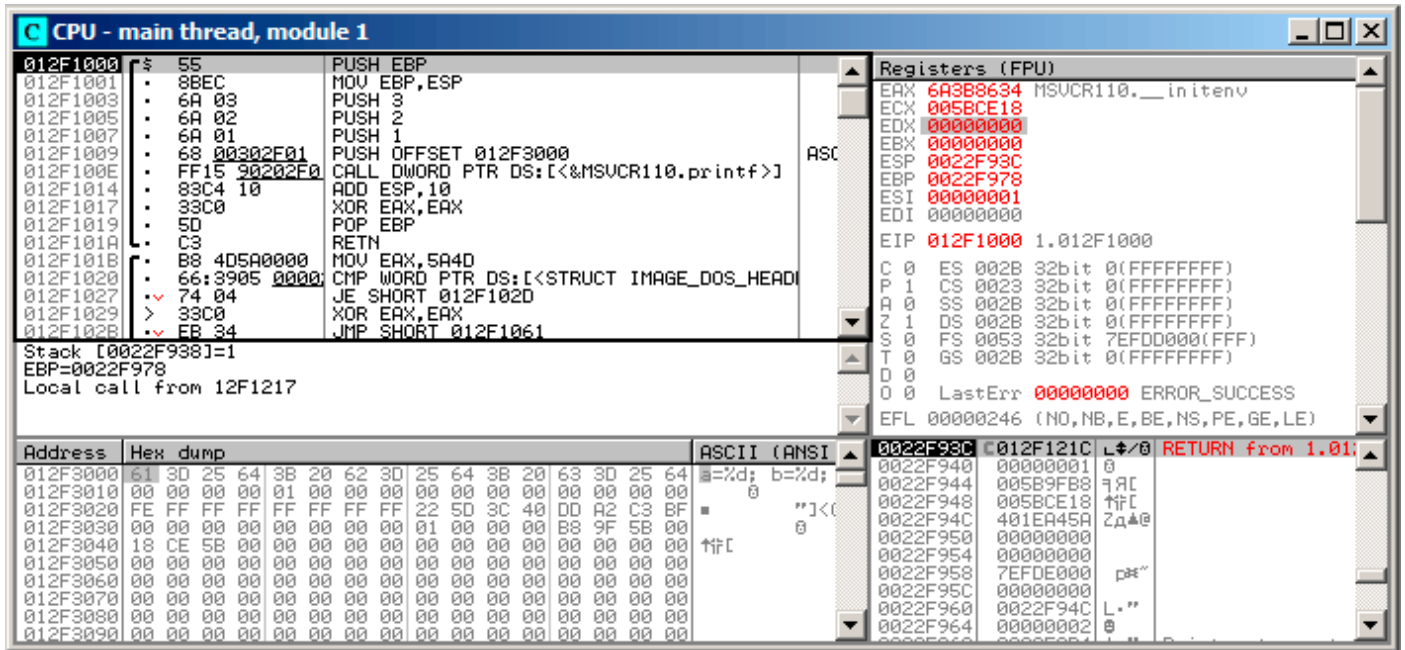 C CPU - main thread, module 1
012F1000 $ 55 PUSH EBP
012F1001 . 8BEC MOV EBP,ESP
012F1003 . 6A 03 PUSH 3
012F1005 . 6A 02 PUSH 2
012F1007 . 6A 01 PUSH 1
012F1009 . 68 00302F01 PUSH OFFSET 012F3000 ASC
012F100E . FF15 90202F0 CALL DWORD PTR DS:[<&MSVCR110.printf>]
012F1014 . 83C4 10 ADD ESP,10
012F1017 . 33C0 XOR EAX,EAX
012F1019 . 5D POP EBP
012F101A . C3 RETN
012F101B . B8 4D5A0000 MOV EAX,5A4D
012F1020 . 66:3905 0000 CMP WORD PTR DS:[<STRUCT IMAGE_DOS_HEAD
012F1027 . 74 04 JE SHORT 012F102D
012F1029 > 33C0 XOR EAX,EAX
012F102B . EB 34 JMP SHORT 012F1061
Stack [0022F938]=1
EBP=0022F978
Local call from 12F1217
Registers (FPU)
EAX 6A3B8634 MSVCR110.__initenv
ECX 005BCE18
EDX 00000000
EBX 00000000
ESP 0022F93C
EBP 0022F978
ESI 00000001
EDI 00000000
EIP 012F1000 1.012F1000
C 0 ES 002B 32bit 0(FFFFFFFF)
P 1 CS 0023 32bit 0(FFFFFFFF)
A 0 SS 002B 32bit 0(FFFFFFFF)
Z 1 DS 002B 32bit 0(FFFFFFFF)
S 0 FS 0053 32bit 7EFDD000(FFF)
T 0 GS 002B 32bit 0(FFFFFFFF)
D 0
O 0 LastErr 00000000 ERROR_SUCCESS
EFL 00000246 (NO,NB,E,BE,NS,PE,GE,LE)
Address Hex dump ASCII (ANSI
012F3000 61 3D 25 64 3B 20 62 3D 25 64 3B 20 63 3D 25 64 a=%d; b=%d;
012F3010 00 00 00 00 01 00 00 00 00 00 00 00 00 00 00 00
012F3020 FE FF FF FF FF FF FF FF 22 5D 3C 40 DD A2 C3 BF "]<
012F3030 00 00 00 00 00 00 00 00 01 00 00 00 B8 9F 5B 00
012F3040 18 CE 5B 00 00 00 00 00 00 00 00 00 00 00 00 00
012F3050 00 00 00 00 00 00 00 00 00 00 00 00 00 00 00 00
012F3060 00 00 00 00 00 00 00 00 00 00 00 00 00 00 00 00
012F3070 00 00 00 00 00 00 00 00 00 00 00 00 00 00 00 00
012F3080 00 00 00 00 00 00 00 00 00 00 00 00 00 00 00 00
012F3090 00 00 00 00 00 00 00 00 00 00 00 00 00 00 00 00
0022F93C 012F121C RETURN from 1.01
0022F940 00000001
0022F944 005B9FB8 ¬Я[
0022F948 005BCE18
0022F94C 401EA45A
0022F950 00000000
0022F954 00000000
0022F958 7EFDE000
0022F95C 00000000
0022F960 0022F94C
0022F964 00000002